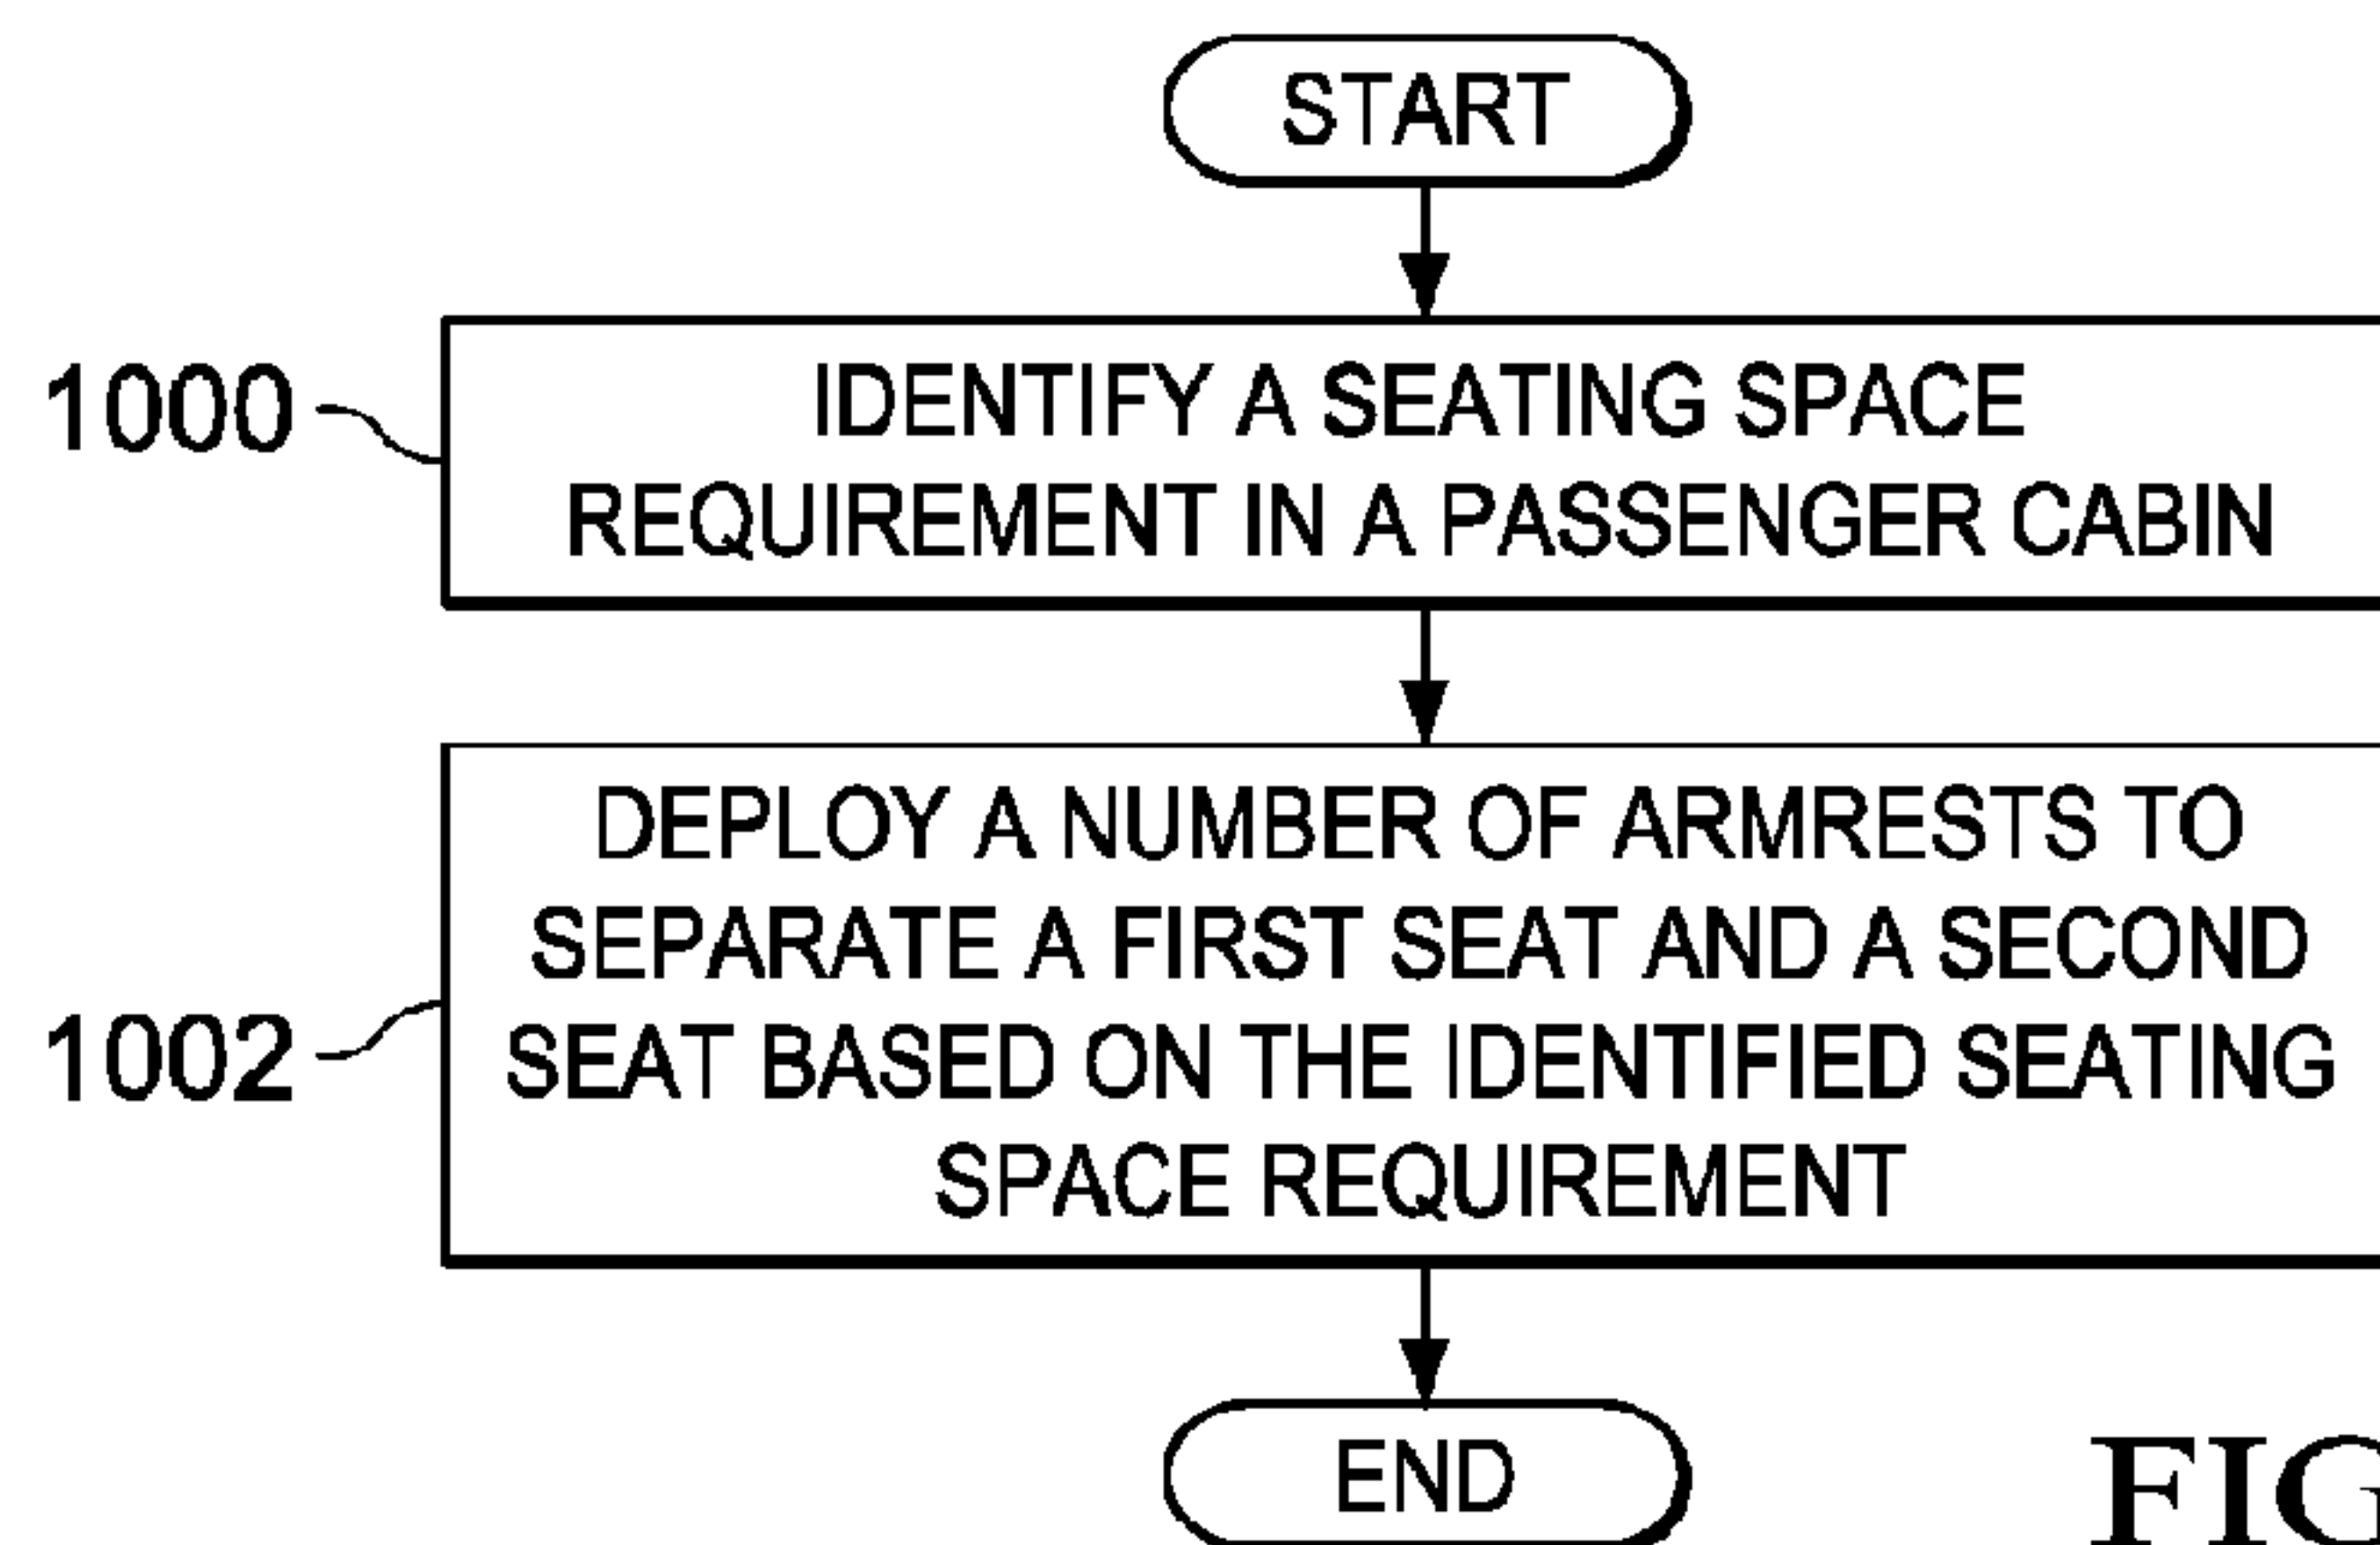 START
1000
IDENTIFY A SEATING SPACE
REQUIREMENT IN A PASSENGER CABIN
DEPLOY A NUMBER OF ARMRESTS TO
SEPARATE A FIRST SEAT AND A SECOND
1002
SEAT BASED ON THE IDENTIFIED SEATING
SPACE REQUIREMENT
END
FIG